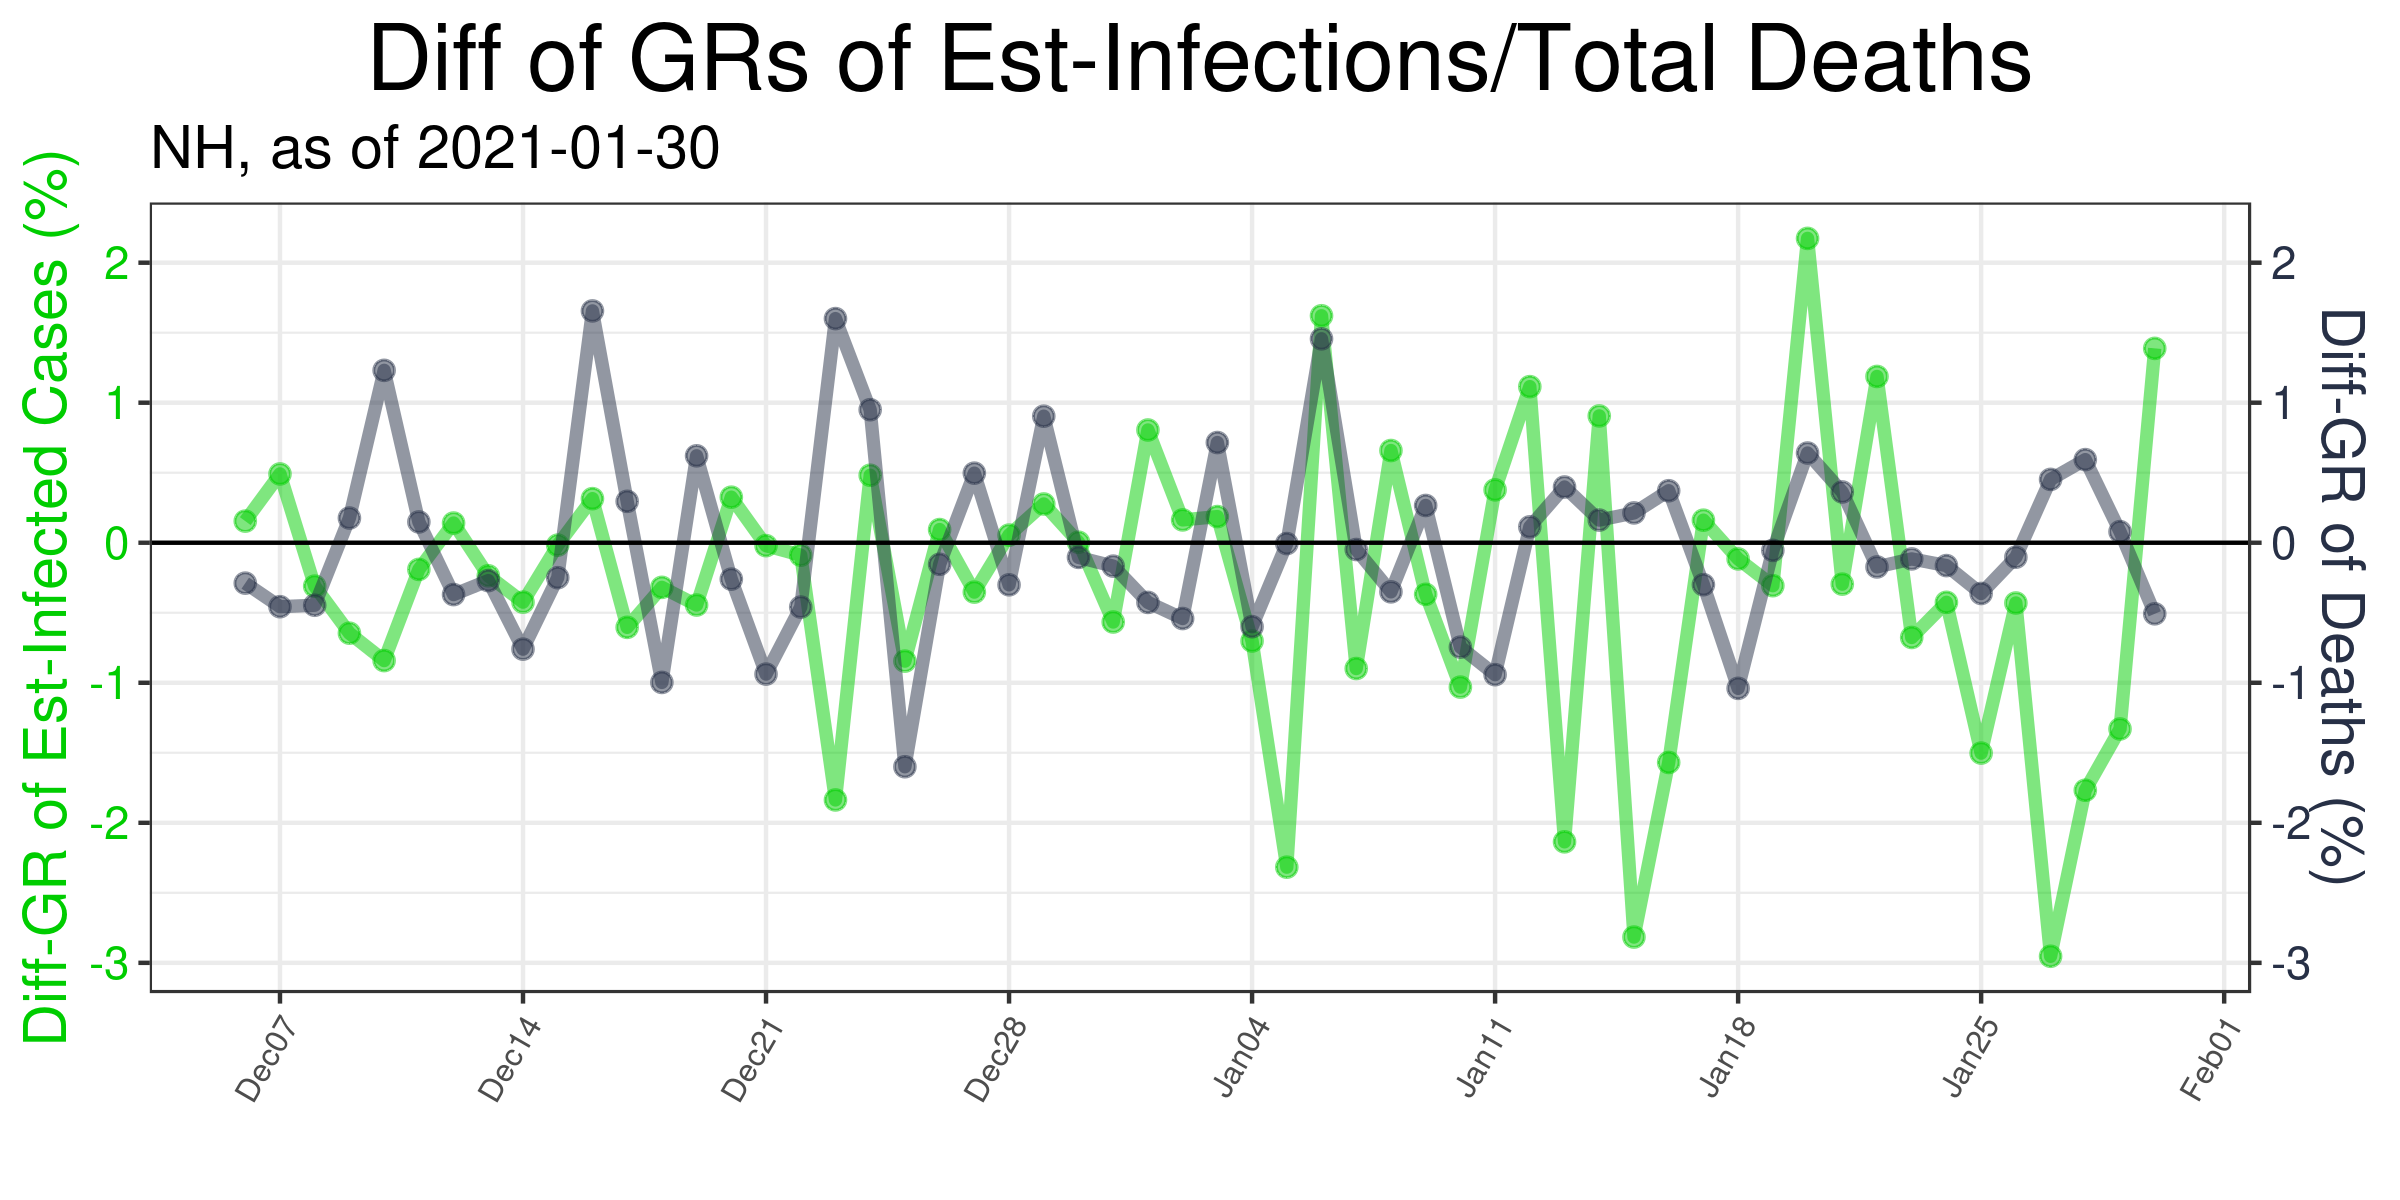 Diff of GRs of Est-Infections/Total Deaths
NH, as of 2021-01-30
Diff-GR of Est-Infected Cases (%)
2
1
0
-1
-2
-3
2
1
0
-1
-2
-3
Diff-GR of Deaths (%)
Dec07
Dec14
Dec21
Dec28
Jan04
Jan11
Jan18
Jan25
Feb01